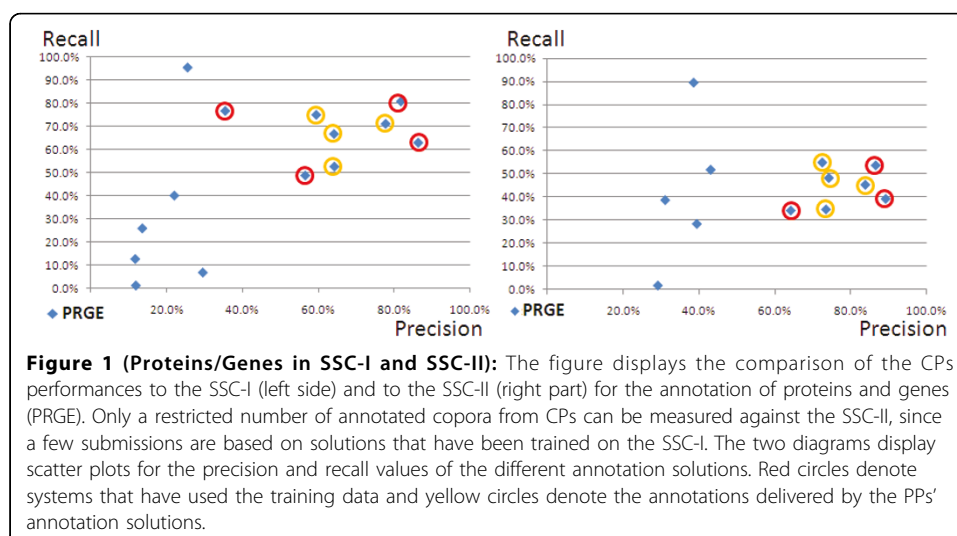 Recall
100.0%
90.0%
80.0%
70.0%
60.0%
50.0%
40.0%
30.0%
20.0%
10.0%
0.0%
20.0% 40.0% 60.0% 80.0% 100.0%
PRGE
Precision
Recall
100.0%
90.0%
80.0%
70.0%
60.0%
50.0%
40.0%
30.0%
20.0%
10.0%
0.0%
20.0% 40.0% 60.0% 80.0% 100.0%
PRGE
Precision
Figure 1 (Proteins/Genes in SSC-I and SSC-II): The figure displays the comparison of the CPs
performances to the SSC-I (left side) and to the SSC-II (right part) for the annotation of proteins and genes
(PRGE). Only a restricted number of annotated copora from CPs can be measured against the SSC-II, since
a few submissions are based on solutions that have been trained on the SSC-I. The two diagrams display
scatter plots for the precision and recall values of the different annotation solutions. Red circles denote
systems that have used the training data and yellow circles denote the annotations delivered by the PPs'
annotation solutions.